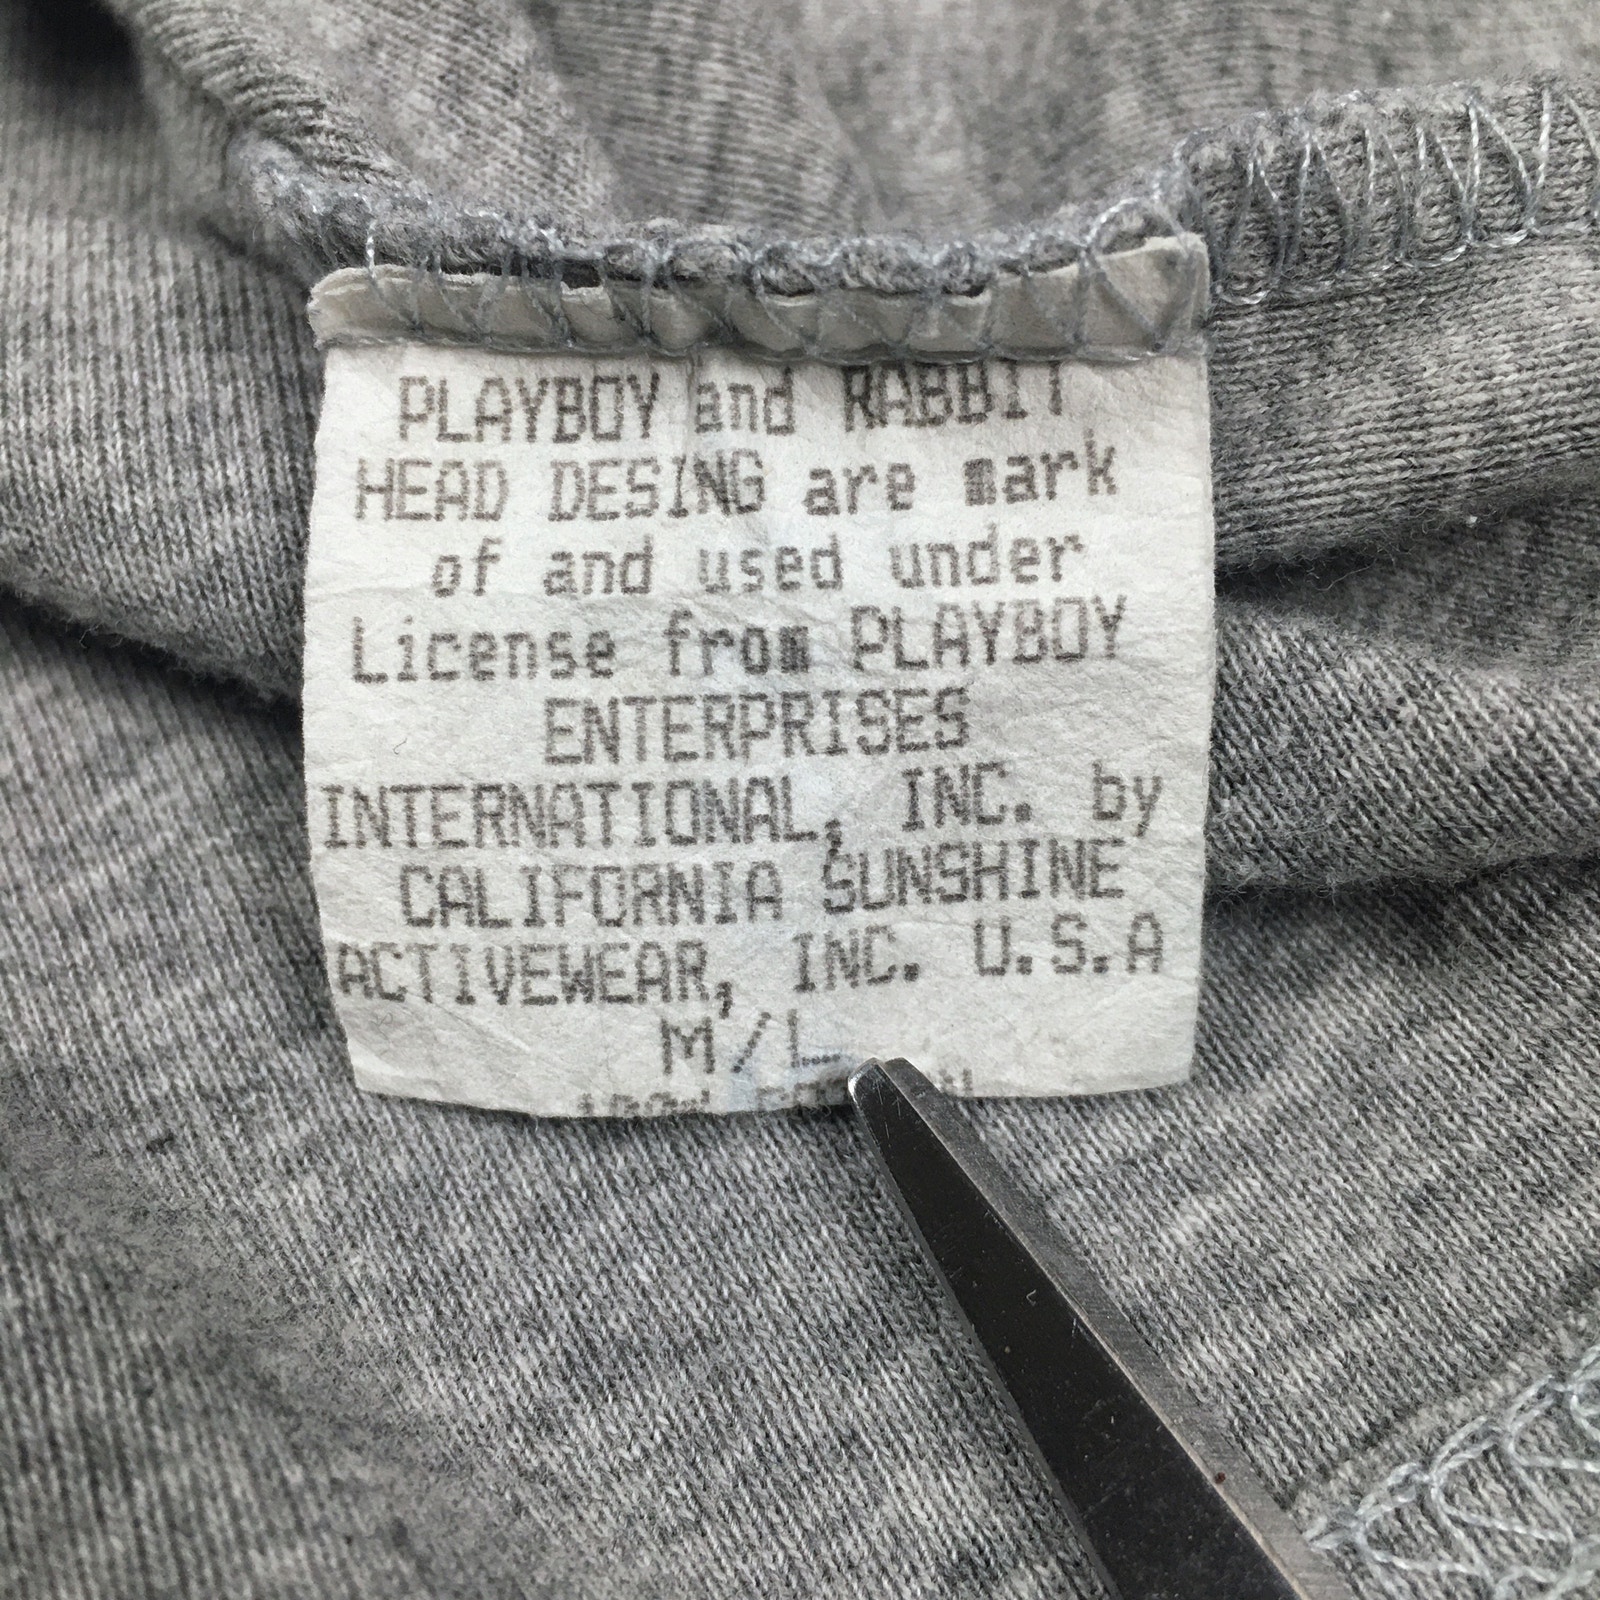 PLAYBOY and RABBIT
HEAD DESING are mark
of and used under
License from PLAYBOY
ENTERPRISES
INTERNATIONAL, INC. by
CALIFORNIA SUNSHINE
ACTIVEWEAR, INC. U.S.A
M/L